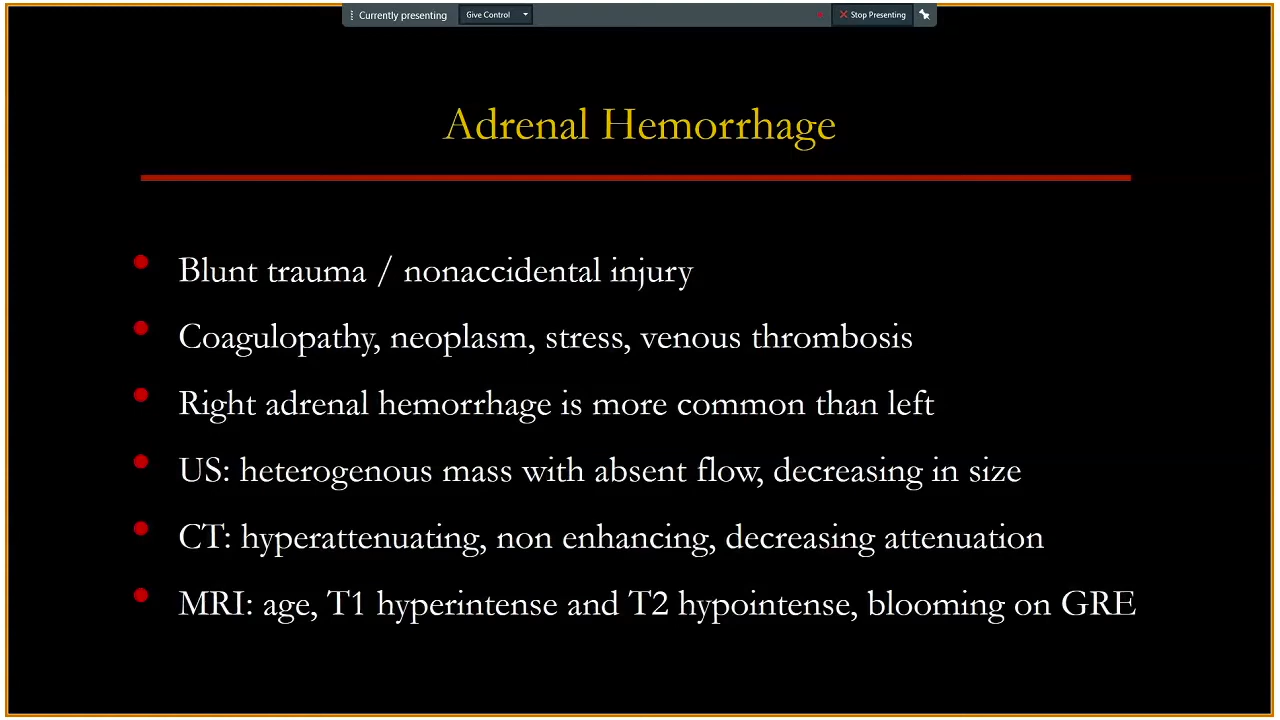 Currently presenting
Give Control
Stop Presenting
Adrenal Hemorrhage
Blunt trauma / nonaccidental injury
Coagulopathy, neoplasm, stress, venous thrombosis
Right adrenal hemorrhage is more common than left
US: heterogenous mass with absent flow, decreasing in size
CT: hyperattenuating, non enhancing, decreasing attenuation
MRI: age, T1 hyperintense and T2 hypointense, blooming on GRE